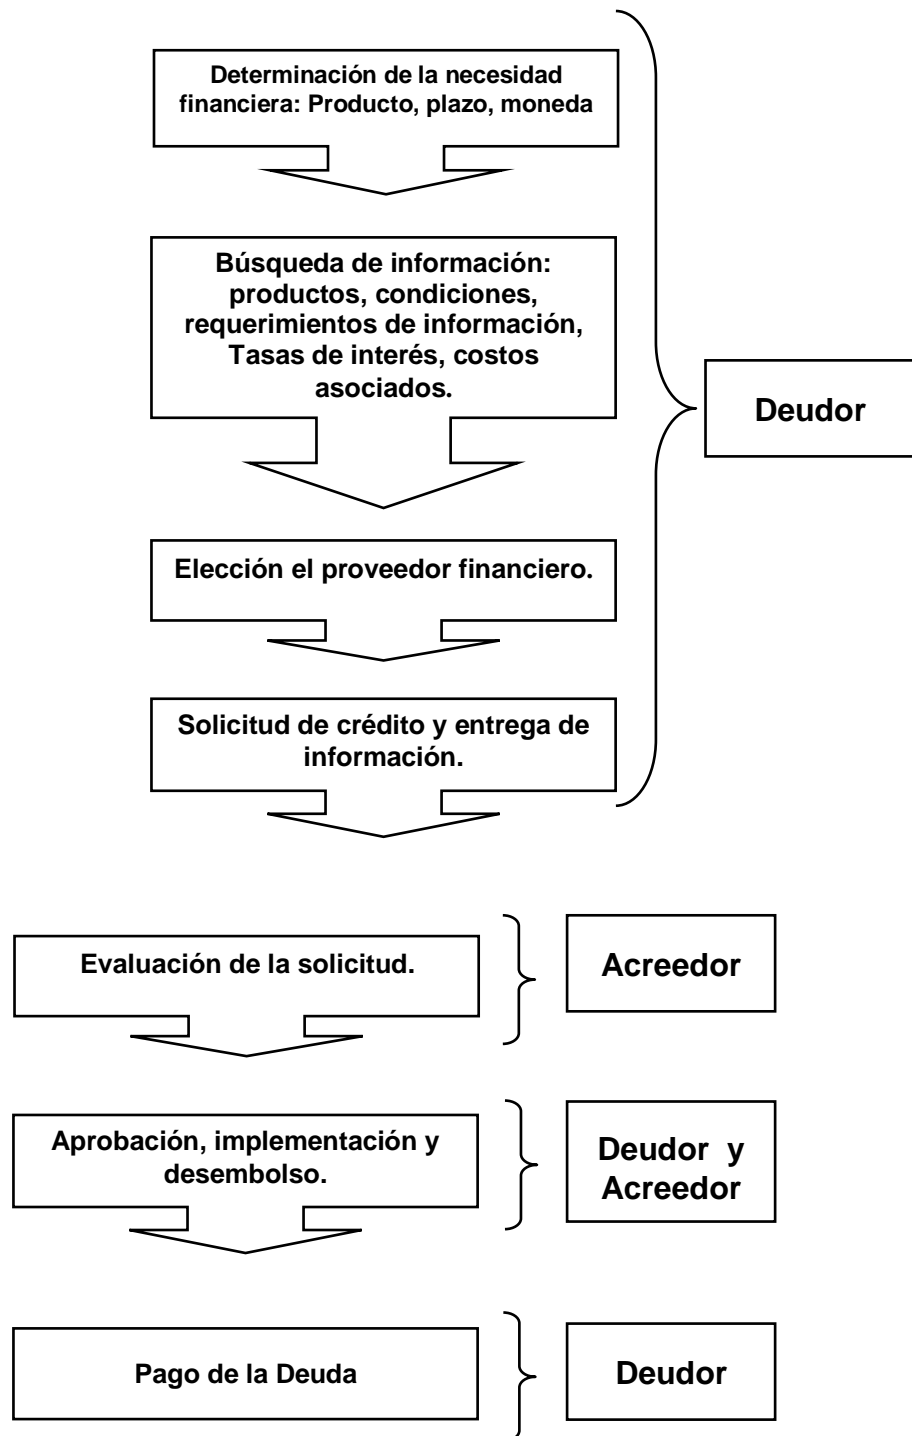 Determinación de la necesidad
financiera: Producto, plazo, moneda
Búsqueda de información:
productos, condiciones,
requerimientos de información,
Tasas de interés, costos
asociados.
Deudor
Elección el proveedor financiero.
Solicitud de crédito y entrega de
información.
Evaluación de la solicitud.
Acreedor
Aprobación, implementación y
desembolso.
Deudor y
Acreedor
Pago de la Deuda
Deudor